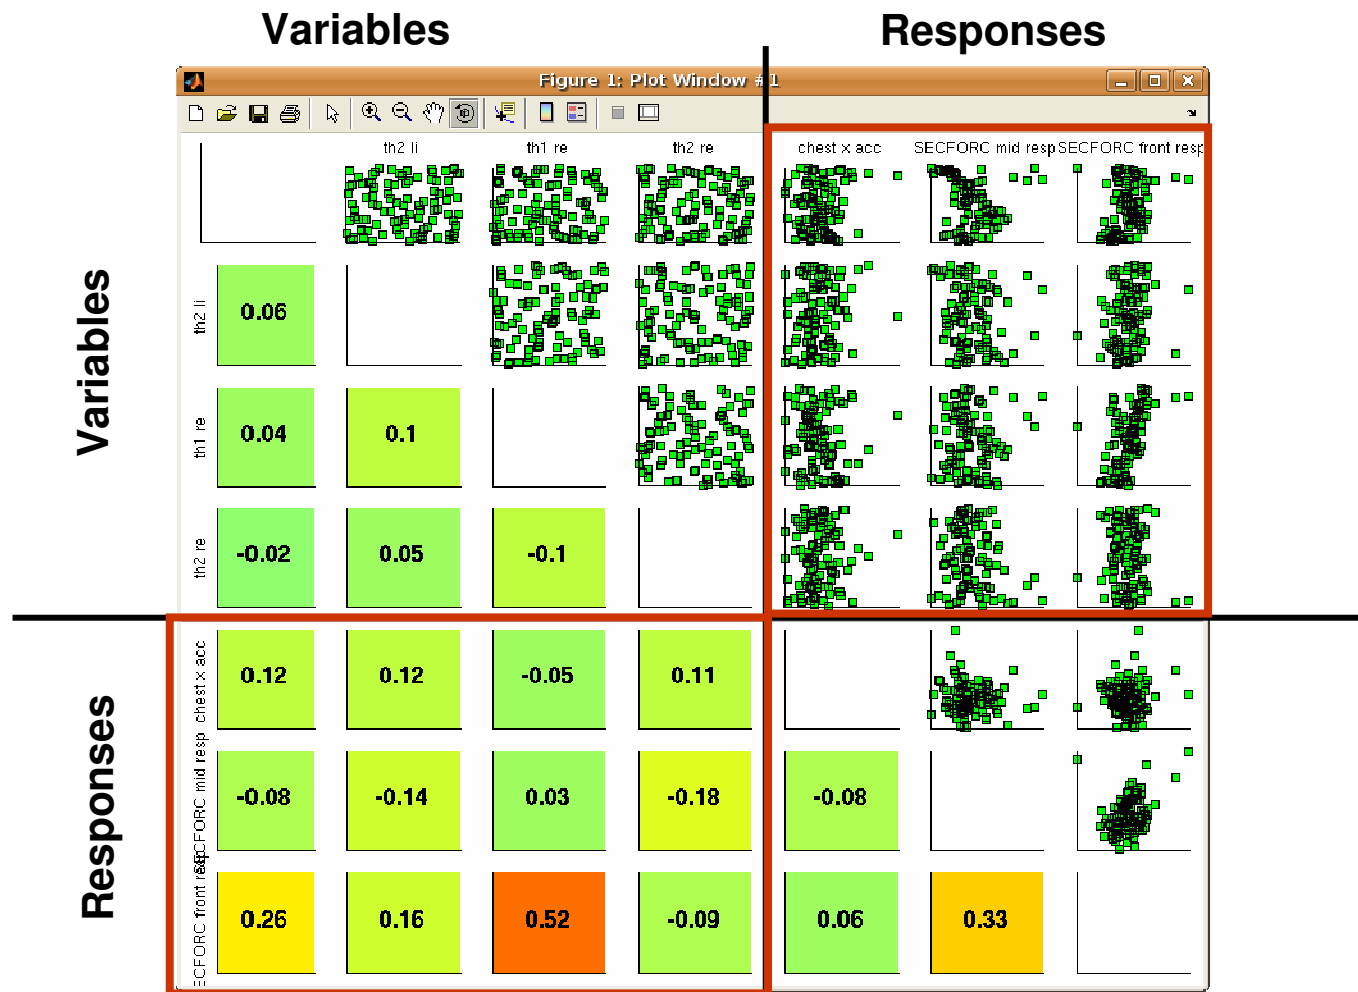 Variables
Responses
Figure 1: Plot Window #1
th2 li
th1 re
th2 re
chest x acc
SECFORC mid resp
SECFORC front resp
Variables
th2 li
0.06
th1 re
0.04
0.1
th2 re
-0.02
0.05
-0.1
Responses
chest x acc
0.12
0.12
-0.05
0.11
SECFORC mid resp
-0.08
-0.14
0.03
-0.18
-0.08
ECFORC front resp
0.26
0.16
0.52
-0.09
0.06
0.33